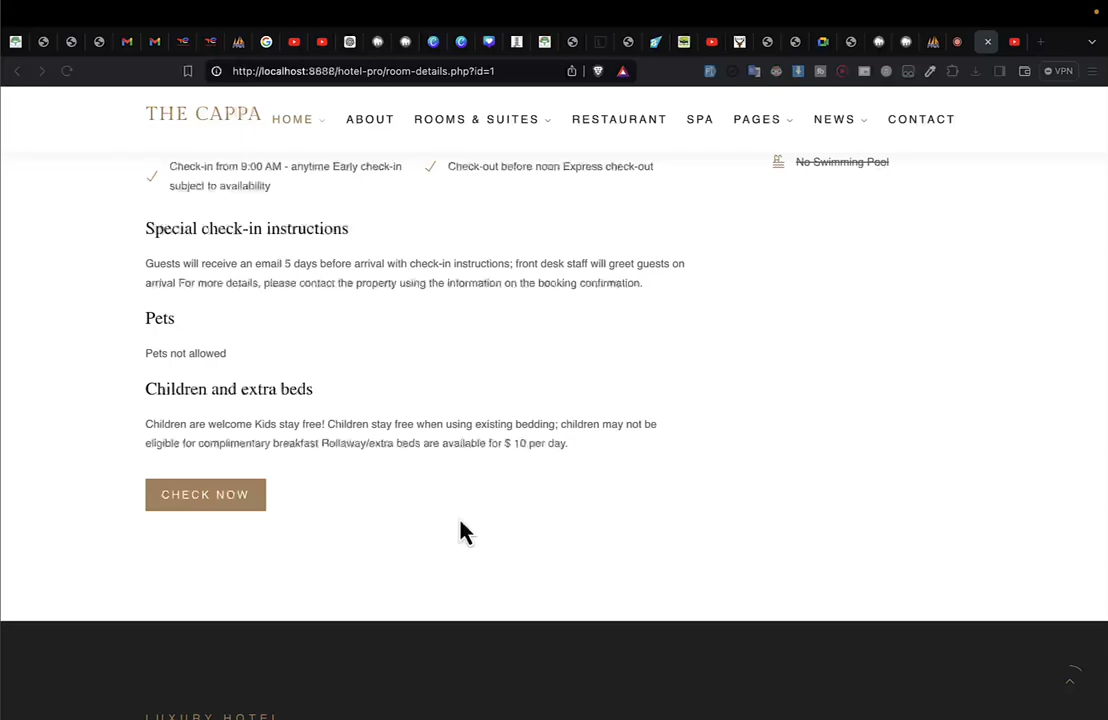 http://localhost:8888/hotel-pro/room-details.php?id=1
VPN
THE CAPPA HOME ABOUT ROOMS & SUITES RESTAURANT SPA PAGES NEWS CONTACT
Check-in from 9:00 AM - anytime Early check-in
subject to availability
Check-out before noon Express check-out
No Swimming Pool
Special check-in instructions
Guests will receive an email 5 days before arrival with check-in instructions; front desk staff will greet guests on
arrival For more details, please contact the property using the information on the booking confirmation.
Pets
Pets not allowed
Children and extra beds
Children are welcome Kids stay free! Children stay free when using existing bedding; children may not be
eligible for complimentary breakfast Rollaway/extra beds are available for $ 10 per day.
CHECK NOW
LUXURY HOTEL